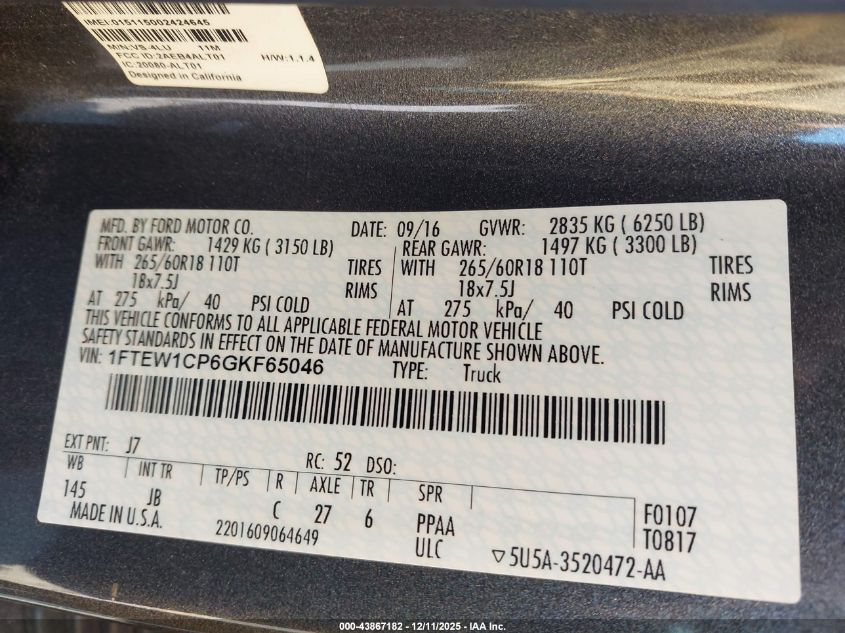 IMEI:015115002424645
M/N:VS-4LU 11M
FCC ID:2AEB4ALT01 H/W:1.1.4
IC:20080-ALT01
Designed in California
MFD. BY FORD MOTOR CO. DATE: 09/16 GVWR: 2835 KG ( 6250 LB)
FRONT GAWR: 1429 KG ( 3150 LB) REAR GAWR: 1497 KG ( 3300 LB)
WITH 265/60R18 110T TIRES WITH 265/60R18 110T TIRES
18x7.5J RIMS 18x7.5J RIMS
AT 275 kPa/ 40 PSI COLD AT 275 kPa/ 40 PSI COLD
THIS VEHICLE CONFORMS TO ALL APPLICABLE FEDERAL MOTOR VEHICLE
SAFETY STANDARDS IN EFFECT ON THE DATE OF MANUFACTURE SHOWN ABOVE.
VIN: 1FTEW1CP6GKF65046 TYPE: Truck
EXT PNT: J7 RC: 52 DSO:
WB INT TR TP/PS R AXLE TR SPR
145 JB C 27 6 PPAA F0107
MADE IN U.S.A. 2201609064649 ULC T0817
▽5U5A-3520472-AA
000-43867182 - 12/11/2025 - IAA Inc.